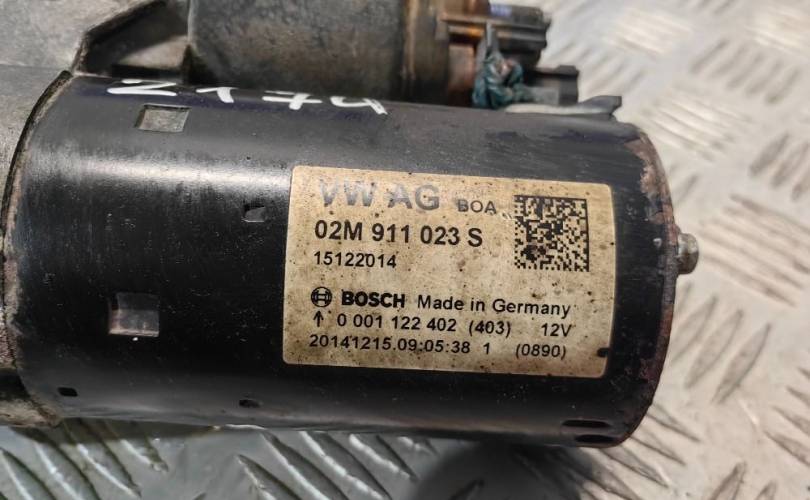 2174
VW AG BOA
02M 911 023 S
15122014
BOSCH Made in Germany
↑ 0 001 122 402 (403) 12V
20141215.09:05:38 1 (0890)